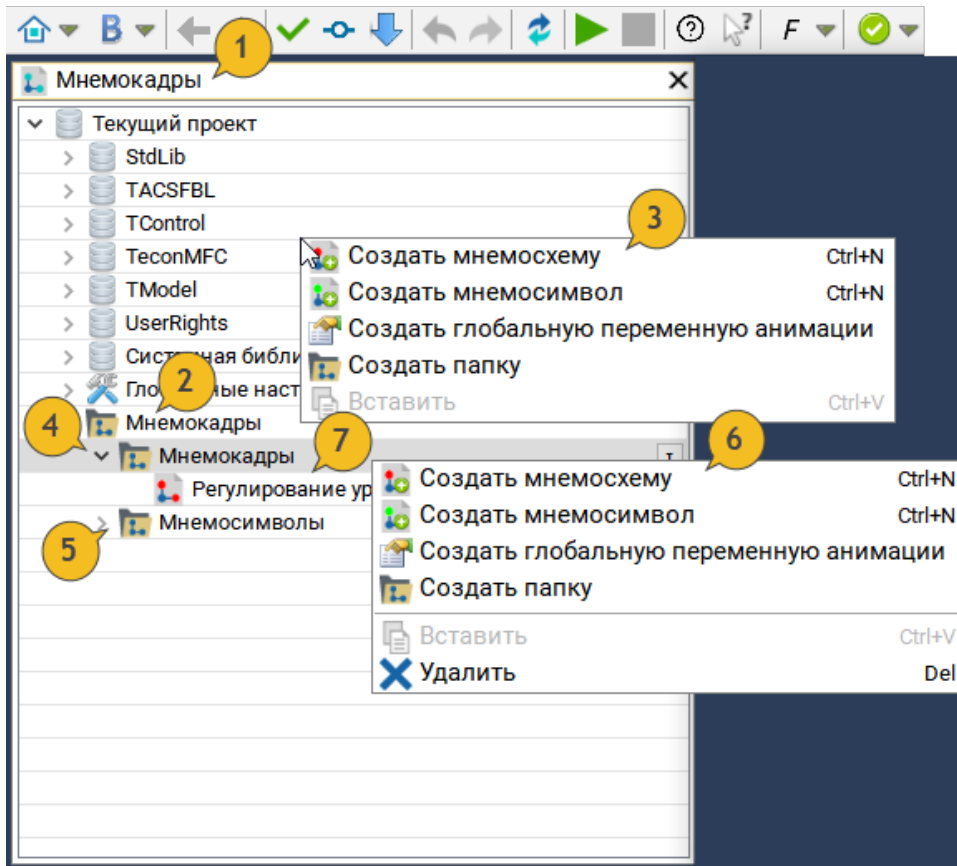 B
F
1
Мнемокадры
Текущий проект
StdLib
TACSFBL
TControl
3
TeconMFC
Создать мнемосхему Ctrl+N
TModel
Создать мнемосимвол Ctrl+N
UserRights
Создать глобальную переменную анимации
Системная
Создать папку
2
Вставить Ctrl+V
4
Мнемокадры
7
6
Мнемокадры
Создать мнемосхему Ctrl+N
Регулирование
Создать мнемосимвол Ctrl+N
Мнемосимволы
5
Создать глобальную переменную анимации
Создать папку
Вставить Ctrl+V
Удалить Del